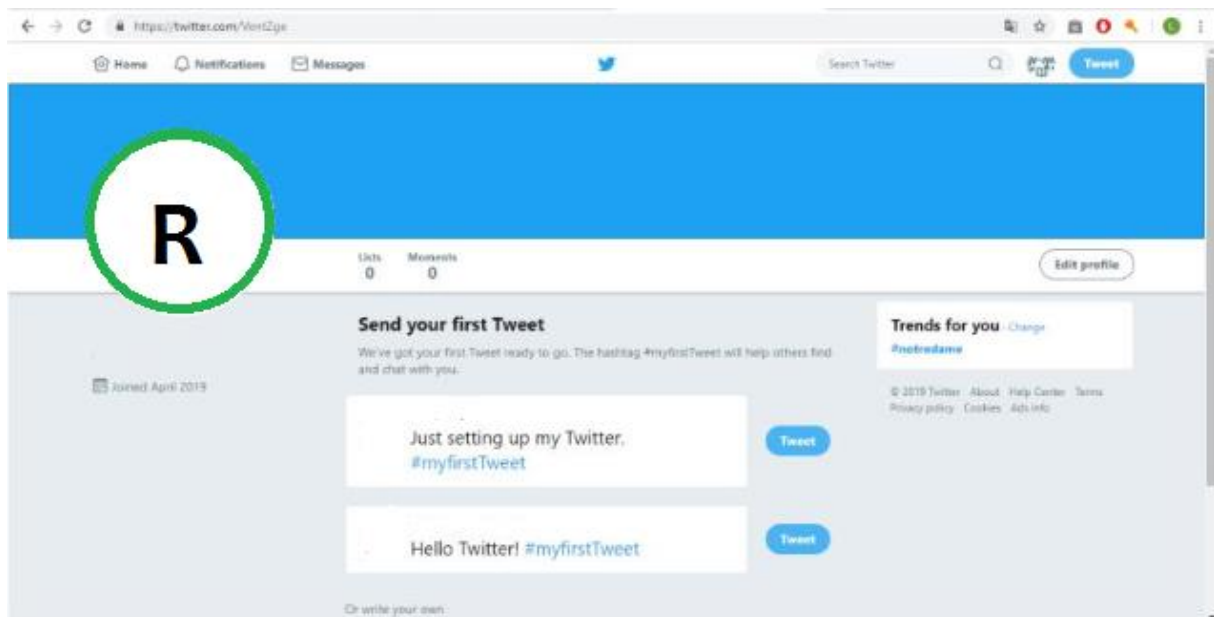 https://twitter.com/VentZge
Home Notifications Messages Search Twitter Tweet
R
Lists Moments
0 0
Edit profile
Send your first Tweet
We've got your first Tweet ready to go. The hashtag #myfirstTweet will help others find
and chat with you.
Joined April 2019
Just setting up my Twitter.
#myfirstTweet
Tweet
Hello Twitter! #myfirstTweet
Tweet
Or write your own
Trends for you · Change
#notredame
© 2019 Twitter About Help Center Terms
Privacy policy Cookies Ads info